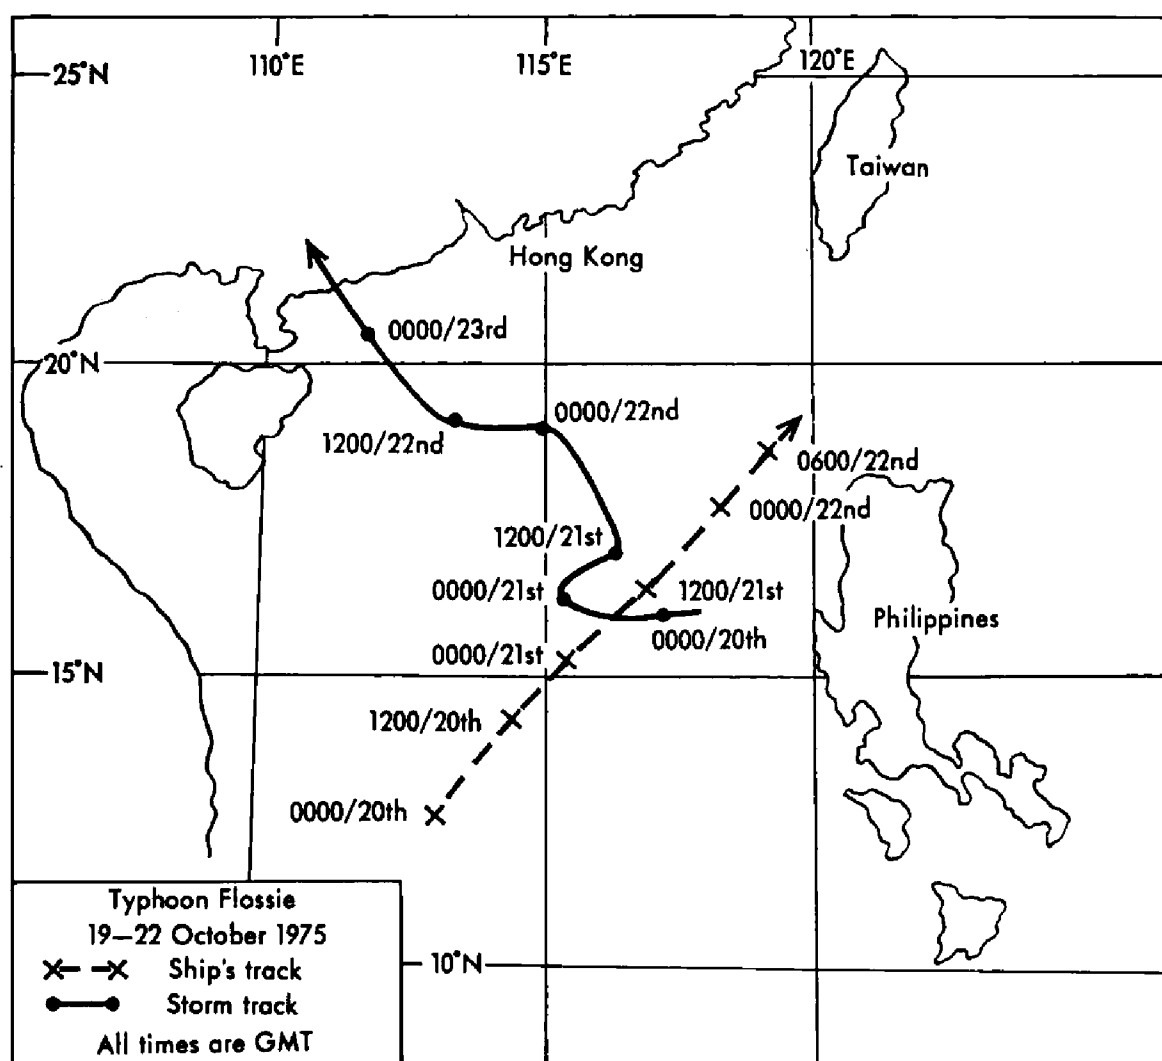 110°E
115°E
120°E
25°N
Taiwan
Hong Kong
0000/23rd
20°N
0000/22nd
1200/22nd
0600/22nd
0000/22nd
1200/21st
0000/21st
1200/21st
Philippines
0000/20th
0000/21st
15°N
1200/20th
0000/20th
Typhoon Flossie
19–22 October 1975
10°N
Ship's track
Storm track
All times are GMT